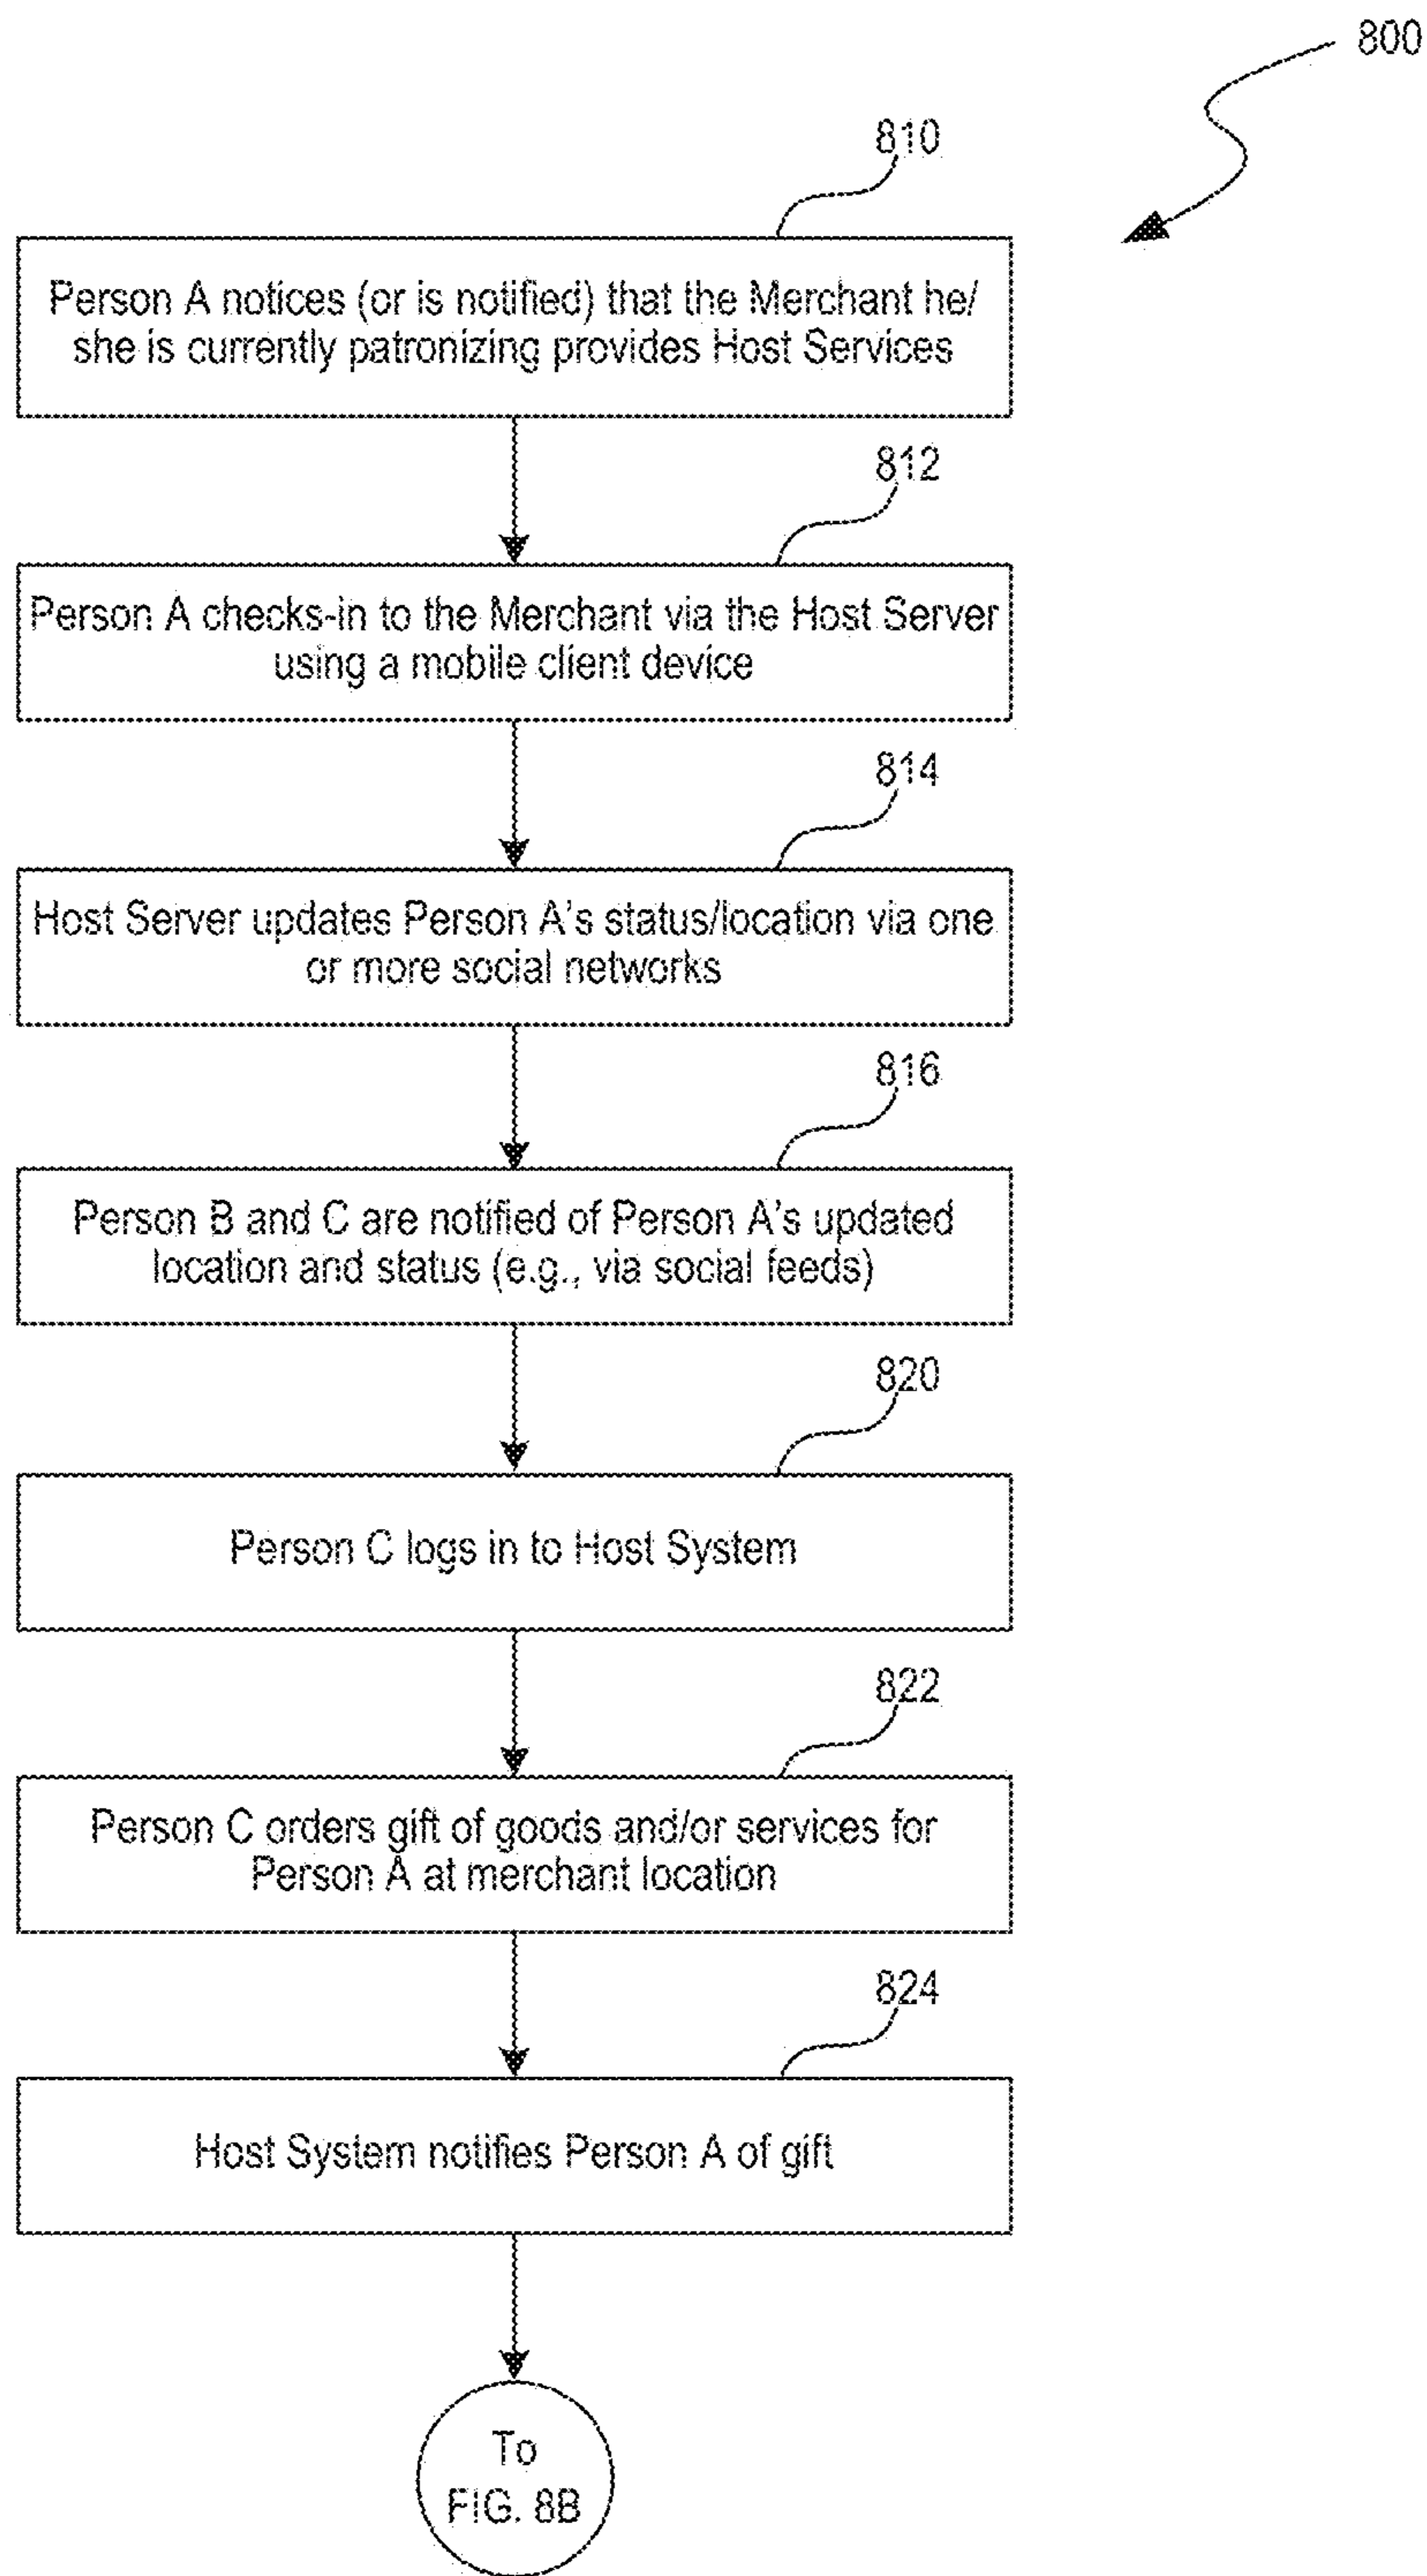 800
810
Person A notices (or is notified) that the Merchant he/
she is currently patronizing provides Host Services
812
Person A checks-in to the Merchant via the Host Server
using a mobile client device
814
Host Server updates Person A's status/location via one
or more social networks
816
Person B and C are notified of Person A's updated
location and status (e.g., via social feeds)
820
Person C logs in to Host System
822
Person C orders gift of goods and/or services for
Person A at merchant location
824
Host System notifies Person A of gift
To
FIG. 8B